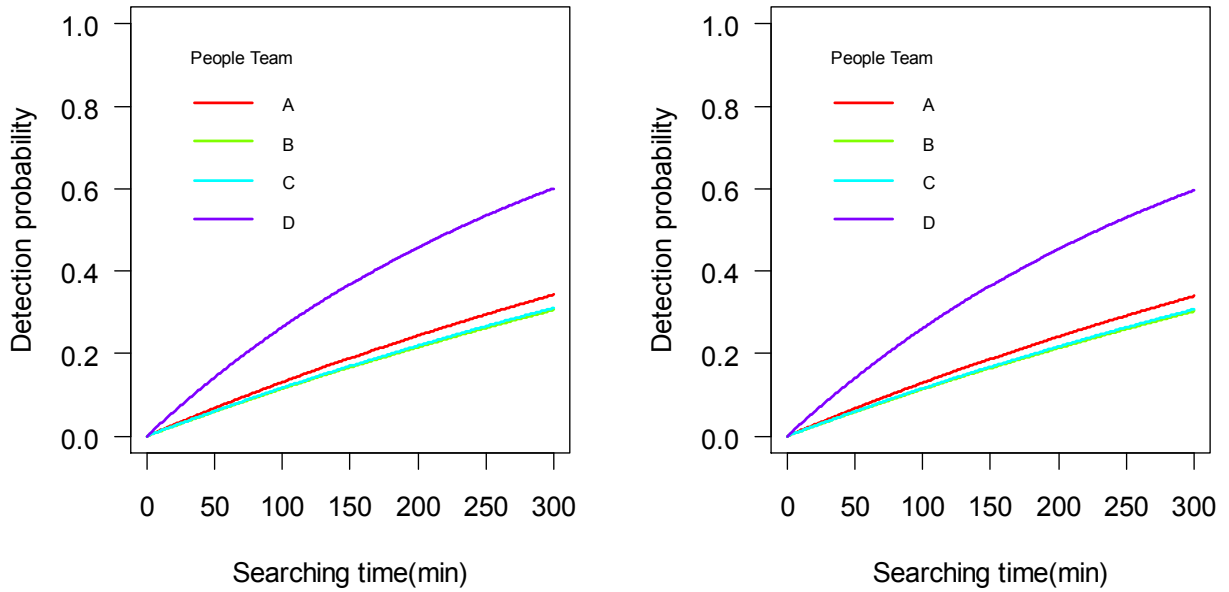 1.0
0.8
0.6
0.4
0.2
0.0
Detection probability
People Team
A
B
C
D
0 50 100 150 200 250 300
Searching time(min)
1.0
0.8
0.6
0.4
0.2
0.0
Detection probability
People Team
A
B
C
D
0 50 100 150 200 250 300
Searching time(min)